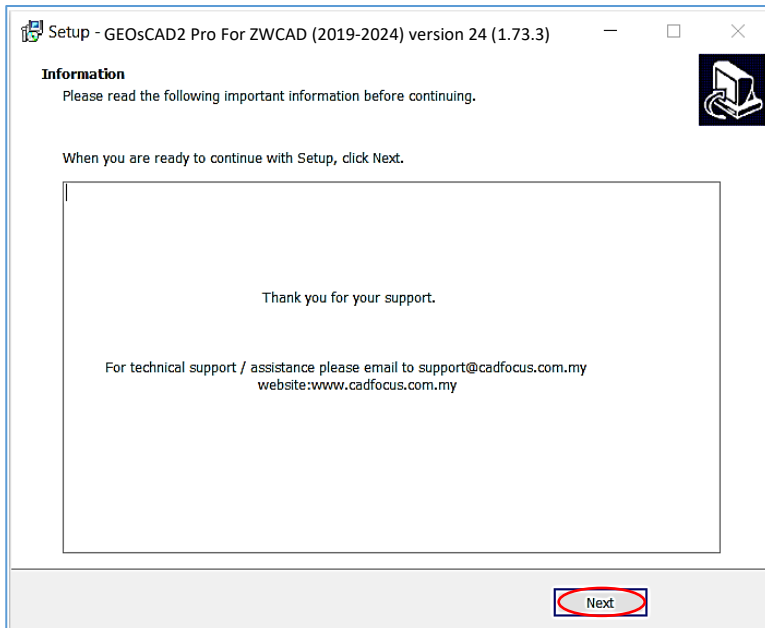 Setup - GEOsCAD2 Pro For ZWCAD (2019-2024) version 24 (1.73.3)
Information
Please read the following important information before continuing.
When you are ready to continue with Setup, click Next.
Thank you for your support.
For technical support / assistance please email to support@cadfocus.com.my
website:www.cadfocus.com.my
Next